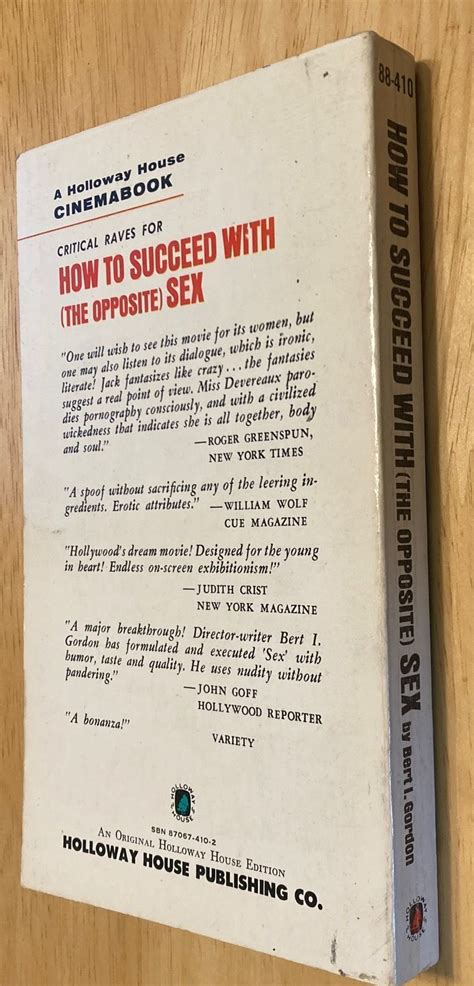 A Holloway House
CINEMABOOK
CRITICAL RAVES FOR
HOW TO SUCCEED WITH
(THE OPPOSITE) SEX
"One will wish to see this movie for its women, but
one may also listen to its dialogue, which is ironic,
literate! Jack fantasizes like crazy . . . the fantasies
suggest a real point of view. Miss Devereaux paro-
dies pornography consciously, and with a civilized
wickedness that indicates she is all together, body
and soul."
—ROGER GREENSPUN,
NEW YORK TIMES
"A spoof without sacrificing any of the leering in-
gredients. Erotic attributes." —WILLIAM WOLF
CUE MAGAZINE
"Hollywood's dream movie! Designed for the young
in heart! Endless on-screen exhibitionism!"
—JUDITH CRIST
NEW YORK MAGAZINE
"A major breakthrough! Director-writer Bert I.
Gordon has formulated and executed 'Sex' with
humor, taste and quality. He uses nudity without
pandering."
—JOHN GOFF
HOLLYWOOD REPORTER
"A bonanza!"
VARIETY
HOLLOWAY
HOUSE
SBN 87067-410-2
AN ORIGINAL HOLLOWAY HOUSE EDITION
HOLLOWAY HOUSE PUBLISHING CO.
88-410
HOW TO SUCCEED WITH (THE OPPOSITE) SEX by Bert I. Gordon
HOLLOWAY
HOUSE